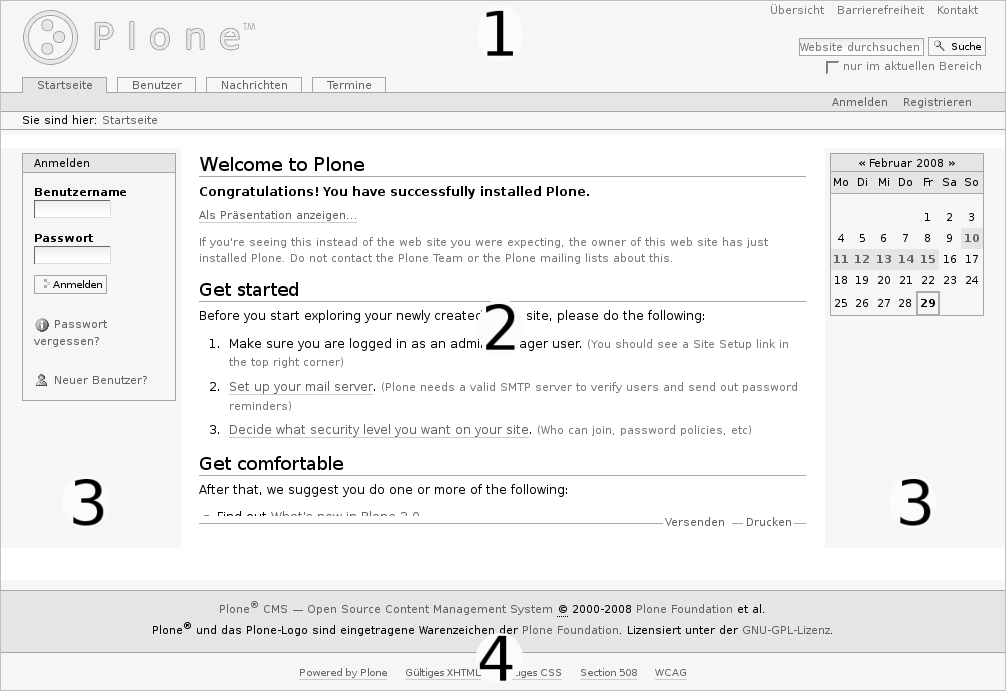 Plone™
1
Übersicht Barrierefreiheit Kontakt
Website durchsuchen Suche
nur im aktuellen Bereich
Startseite Benutzer Nachrichten Termine
Anmelden Registrieren
Sie sind hier: Startseite
Anmelden
Benutzername
Passwort
Anmelden
Passwort
vergessen?
Neuer Benutzer?
3
Welcome to Plone
Congratulations! You have successfully installed Plone.
Als Präsentation anzeigen...
If you're seeing this instead of the web site you were expecting, the owner of this web site has just
installed Plone. Do not contact the Plone Team or the Plone mailing lists about this.
Get started
Before you start exploring your newly create site, please do the following:
2
1. Make sure you are logged in as an admi ager user. (You should see a Site Setup link in
the top right corner)
2. Set up your mail server. (Plone needs a valid SMTP server to verify users and send out password
reminders)
3. Decide what security level you want on your site. (Who can join, password policies, etc)
Get comfortable
After that, we suggest you do one or more of the following:
Find out What's new in Plone 3.0
Versenden — Drucken —
« Februar 2008 »
Mo Di Mi Do Fr Sa So
1 2 3
4 5 6 7 8 9 10
11 12 13 14 15 16 17
18 19 20 21 22 23 24
25 26 27 28 29
3
Plone® CMS — Open Source Content Management System © 2000-2008 Plone Foundation et al.
Plone® und das Plone-Logo sind eingetragene Warenzeichen der Plone Foundation. Lizensiert unter der GNU-GPL-Lizenz.
4
Powered by Plone Gültiges XHTML iges CSS Section 508 WCAG